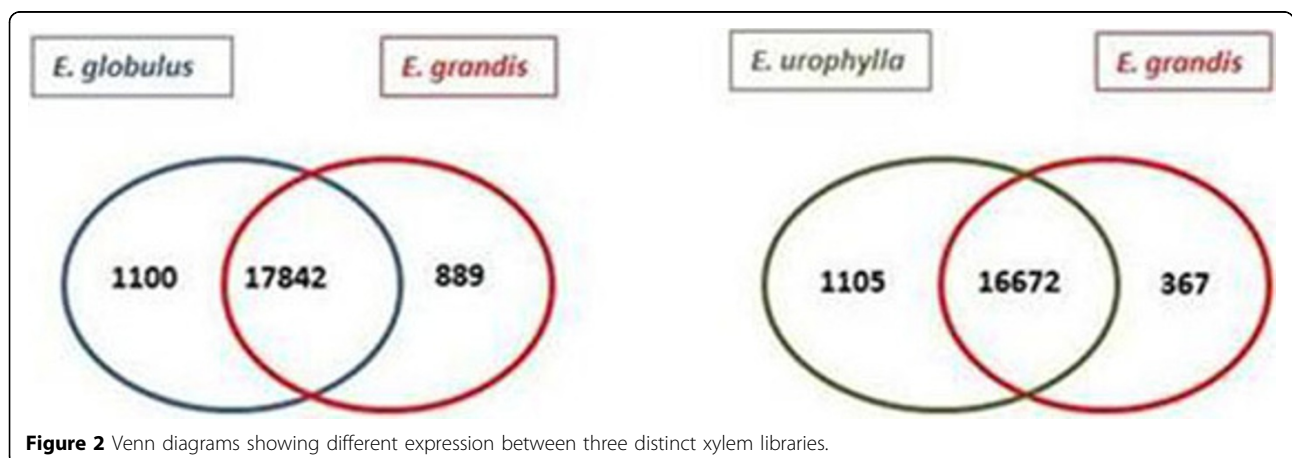 E. globulus
E. grandis
E. urophylla
E. grandis
1100
17842
889
1105
16672
367
Figure 2 Venn diagrams showing different expression between three distinct xylem libraries.